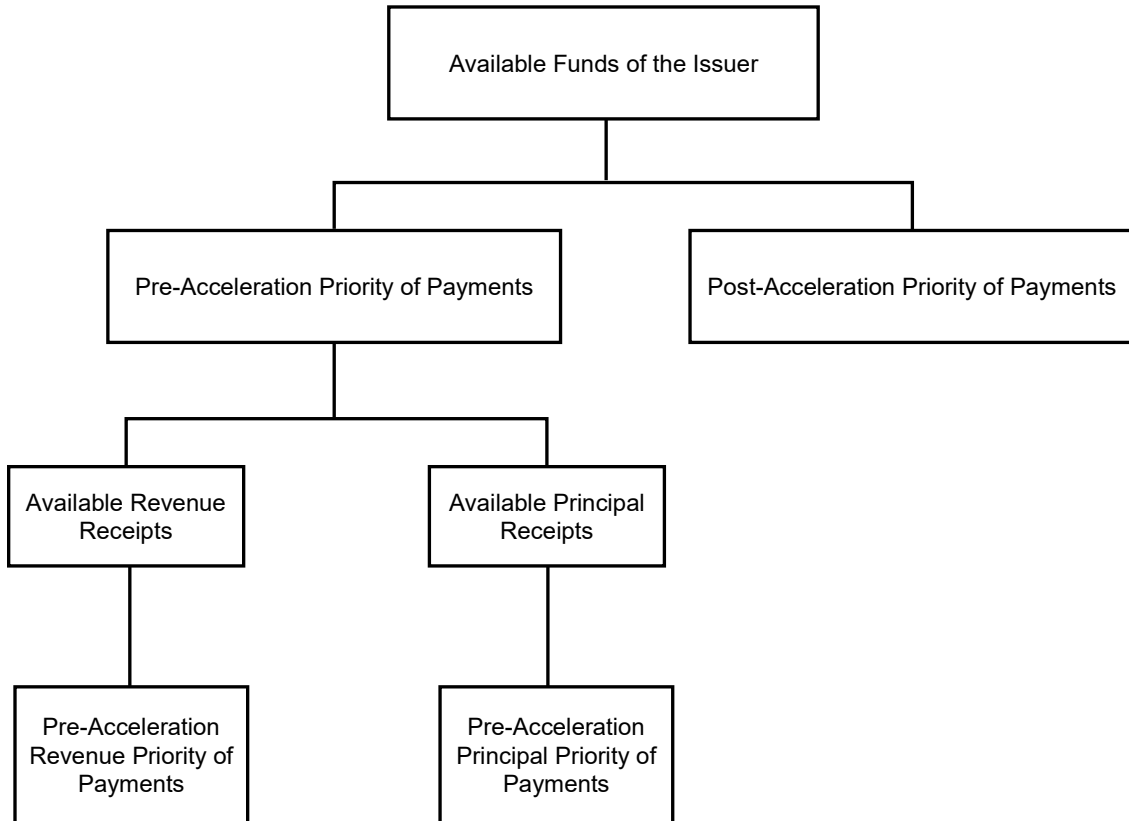 Available Funds of the Issuer
Pre-Acceleration Priority of Payments
Post-Acceleration Priority of Payments
Available Revenue
Receipts
Available Principal
Receipts
Pre-Acceleration
Revenue Priority of
Payments
Pre-Acceleration
Principal Priority of
Payments